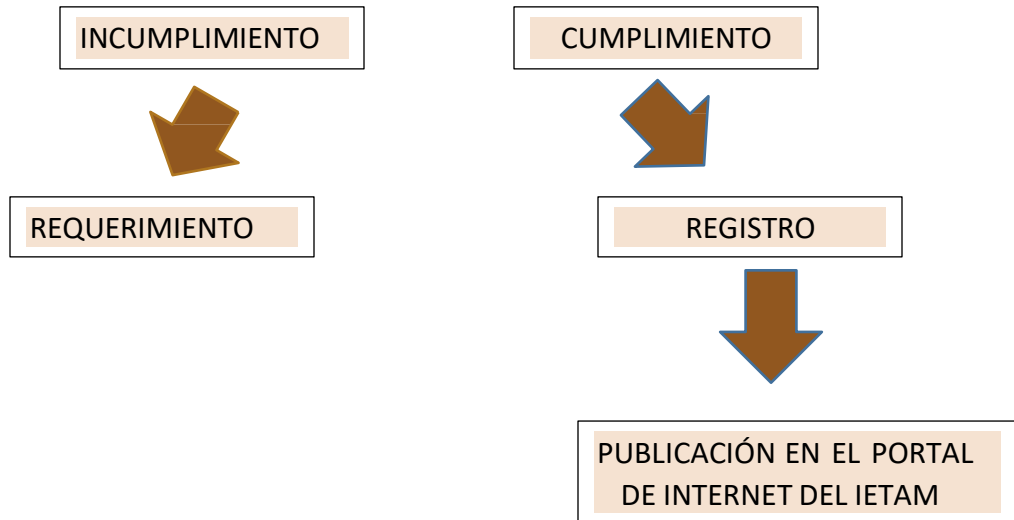 INCUMPLIMIENTO
CUMPLIMIENTO
REQUERIMIENTO
REGISTRO
PUBLICACIÓN EN EL PORTAL
DE INTERNET DEL IETAM